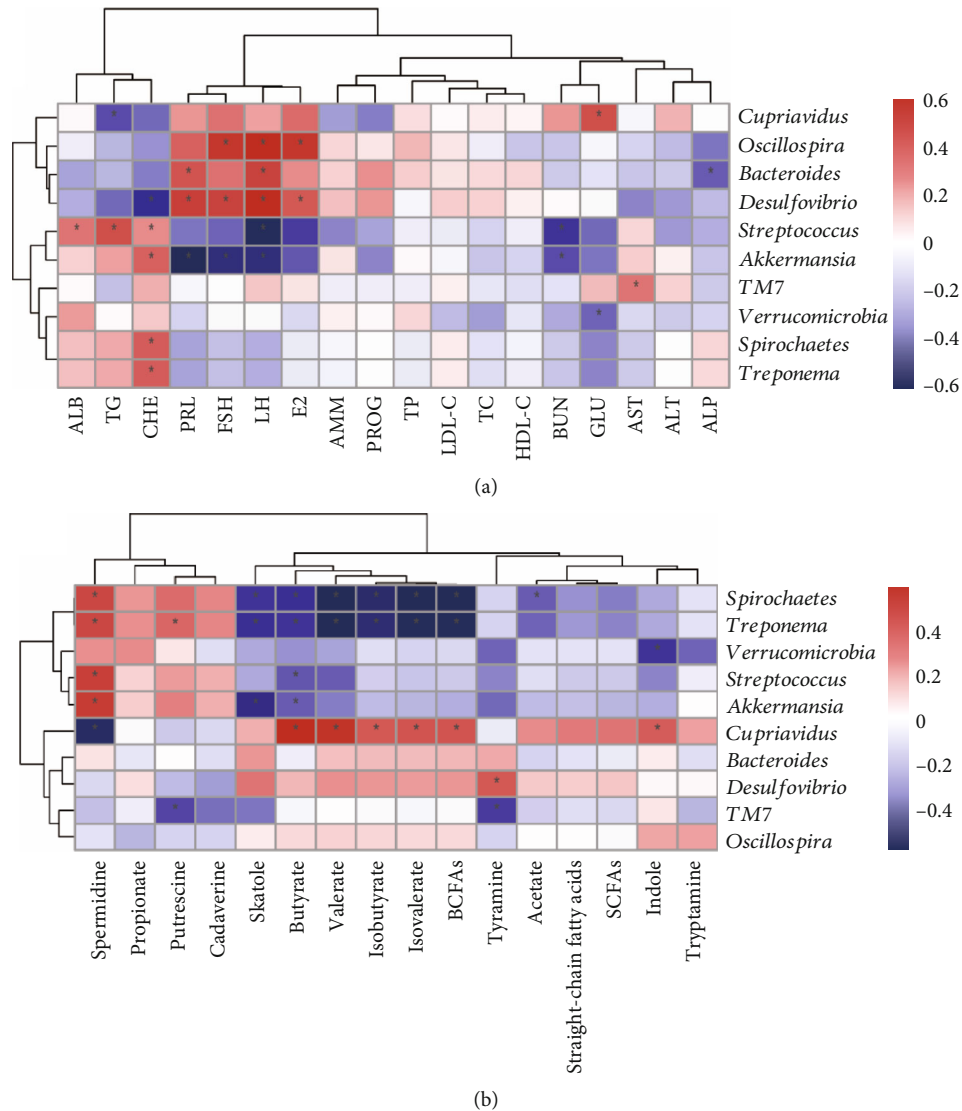 Cupriavidus
Oscillospira
Bacteroides
Desulfovibrio
Streptococcus
Akkermansia
TM7
Verrucomicrobia
Spirochaetes
Treponema
0.6
0.4
0.2
0
−0.2
−0.4
−0.6
ALB
TG
CHE
PRL
FSH
LH
E2
AMM
PROG
TP
LDL-C
TC
HDL-C
BUN
GLU
AST
ALT
ALP
(a)
Spirochaetes
Treponema
Verrucomicrobia
Streptococcus
Akkermansia
Cupriavidus
Bacteroides
Desulfovibrio
TM7
Oscillospira
0.4
0.2
0
−0.2
−0.4
Spermidine
Propionate
Putrescine
Cadaverine
Skatole
Butyrate
Valerate
Isobutyrate
Isovalerate
BCFAs
Tyramine
Acetate
Straight-chain fatty acids
SCFAs
Indole
Tryptamine
(b)